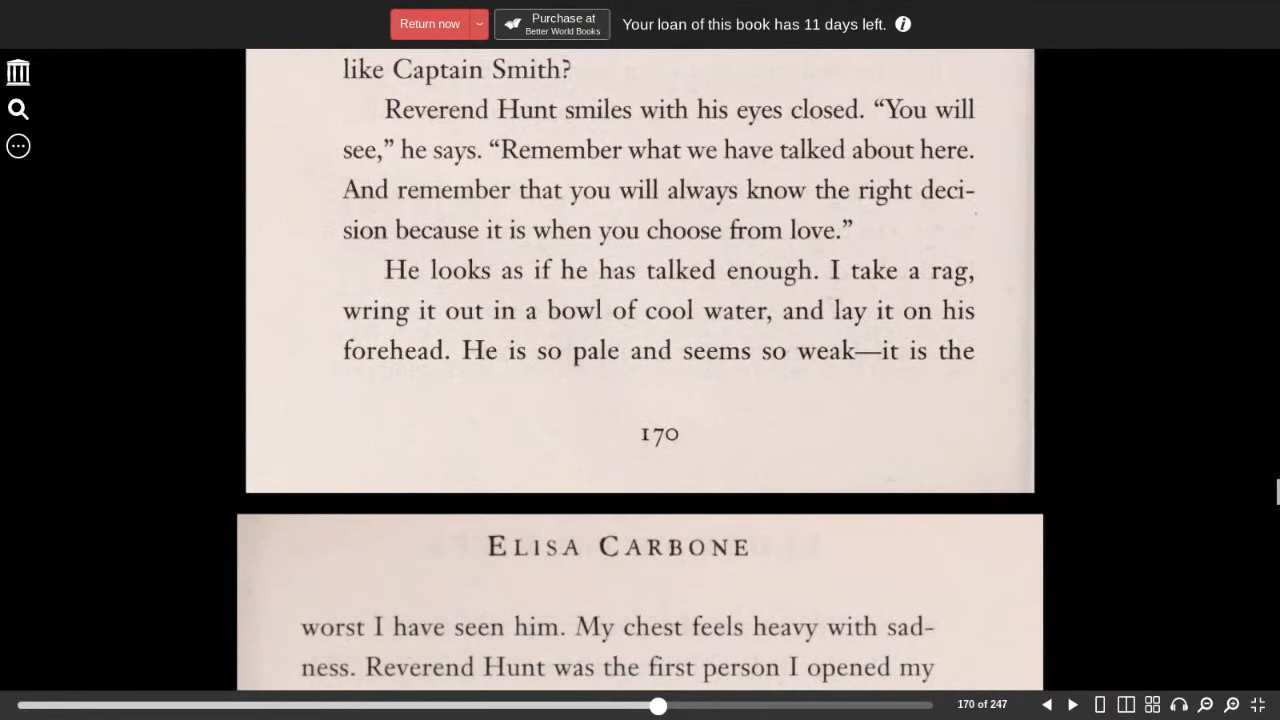 Return now
Purchase at
Better World Books
Your loan of this book has 11 days left.
like Captain Smith?
Reverend Hunt smiles with his eyes closed. “You will
see,” he says. “Remember what we have talked about here.
And remember that you will always know the right deci-
sion because it is when you choose from love.”
He looks as if he has talked enough. I take a rag,
wring it out in a bowl of cool water, and lay it on his
forehead. He is so pale and seems so weak—it is the
170
ELISA CARBONE
worst I have seen him. My chest feels heavy with sad-
ness. Reverend Hunt was the first person I opened my
170 of 247